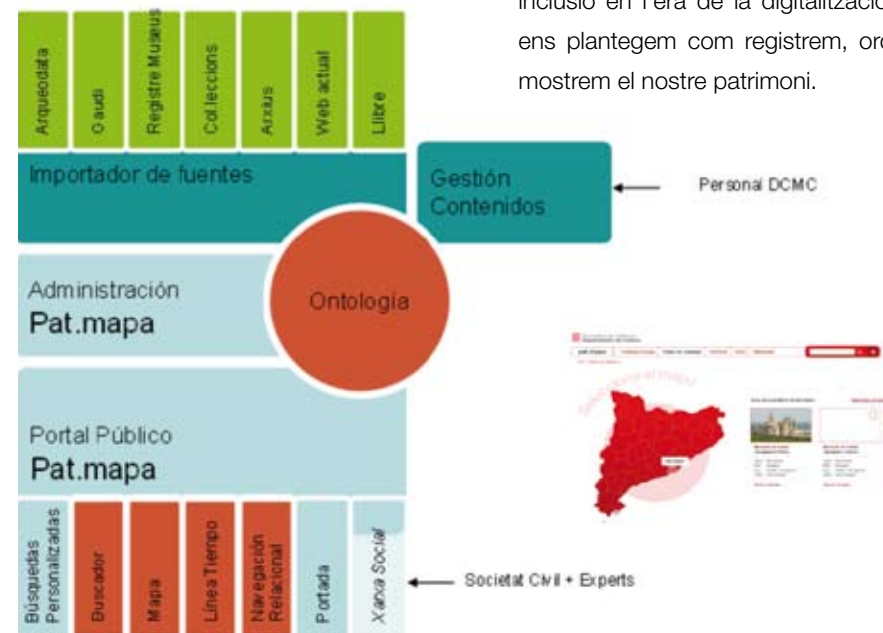 inclusió en l'era de la digitalització
ens plantegem com registrem, ord
mostrem el nostre patrimoni.
Arqueodata
Gaudi
Registre Museus
Col.leccions
Arxius
Web actual
Llibre
Importador de fuentes
Gestión
Contenidos
Personal DCMC
Administración
Pat.mapa
Ontología
Portal Público
Pat.mapa
Búsquedas
Personalizadas
Buscador
Mapa
Línea Tiempo
Navegación
Relacional
Portada
Xarxa Social
Societat Civil + Experts